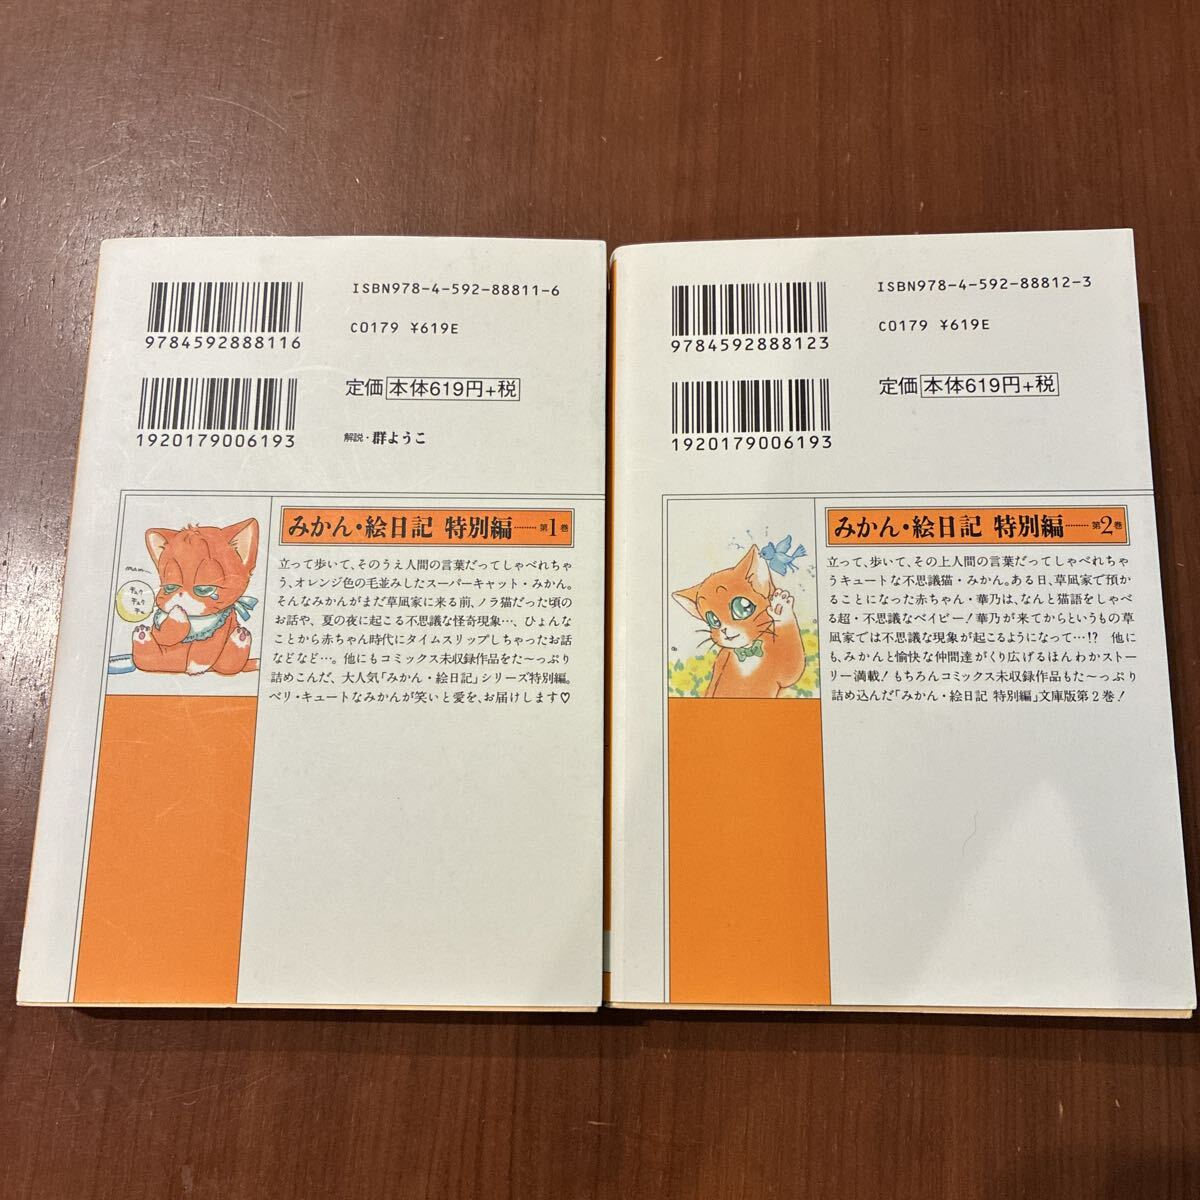 ISBN978-4-592-88811-6
9784592888116
C0179 ¥619E
定価 本体619円+税
1920179006193
解説・群ようこ
みかん・絵日記 特別編………第1巻
mam…
チュクチュクチュ
立って歩いて、そのうえ人間の言葉だってしゃべれちゃ
う、オレンジ色の毛並みしたスーパーキャット・みかん。
そんなみかんがまだ草凪家に来る前、ノラ猫だった頃の
お話や、夏の夜に起こる不思議な怪奇現象…、ひょんな
ことから赤ちゃん時代にタイムスリップしちゃったお話
などなど…。他にもコミックス未収録作品をた〜っぷり
詰めこんだ、大人気「みかん・絵日記」シリーズ特別編。
ベリ・キュートなみかんが笑いと愛を、お届けします♡
ISBN978-4-592-88812-3
9784592888123
C0179 ¥619E
定価 本体619円+税
1920179006193
みかん・絵日記 特別編………第2巻
立って、歩いて、その上人間の言葉だってしゃべれちゃ
うキュートな不思議猫・みかん。ある日、草凪家で預か
ることになった赤ちゃん・華乃は、なんと猫語をしゃべ
る超・不思議なベイビー!華乃が来てからというもの草
凪家では不思議な現象が起こるようになって…!? 他に
も、みかんと愉快な仲間達がくり広げるほんわかストー
リー満載!もちろんコミックス未収録作品もた〜っぷり
詰め込んだ「みかん・絵日記 特別編」文庫版第2巻!